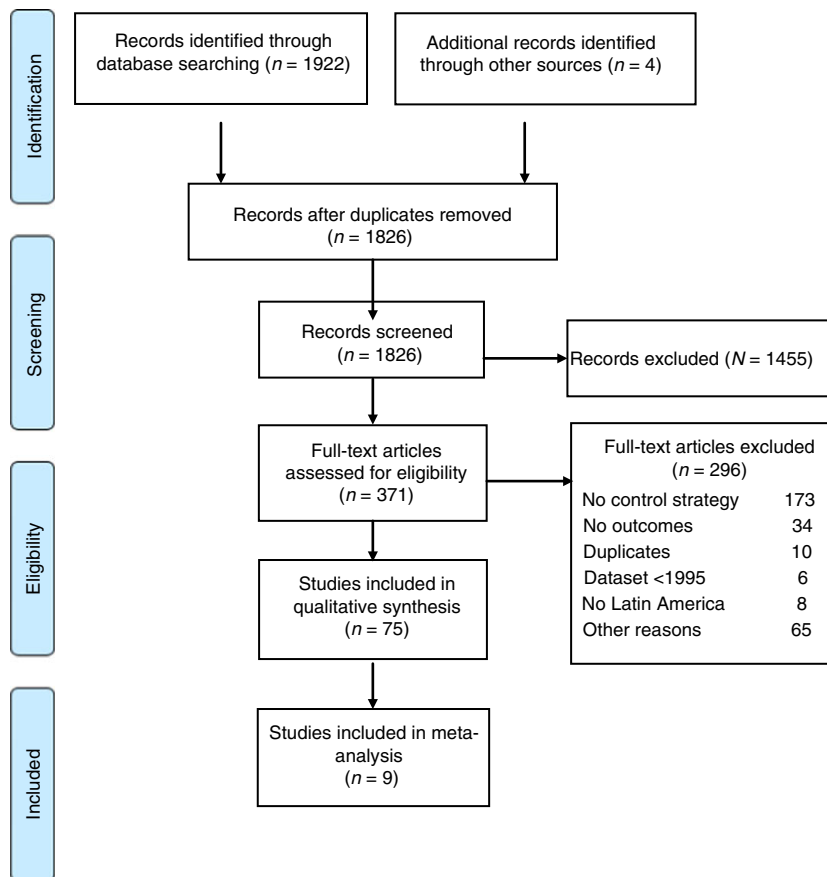 Identification
Records identified through
database searching (n = 1922)
Additional records identified
through other sources (n = 4)
Records after duplicates removed
(n = 1826)
Screening
Records screened
(n = 1826)
Records excluded (N = 1455)
Eligibility
Full-text articles
assessed for eligibility
(n = 371)
Full-text articles excluded
(n = 296)
No control strategy 173
No outcomes 34
Duplicates 10
Dataset <1995 6
No Latin America 8
Other reasons 65
Studies included in
qualitative synthesis
(n = 75)
Included
Studies included in meta-
analysis
(n = 9)